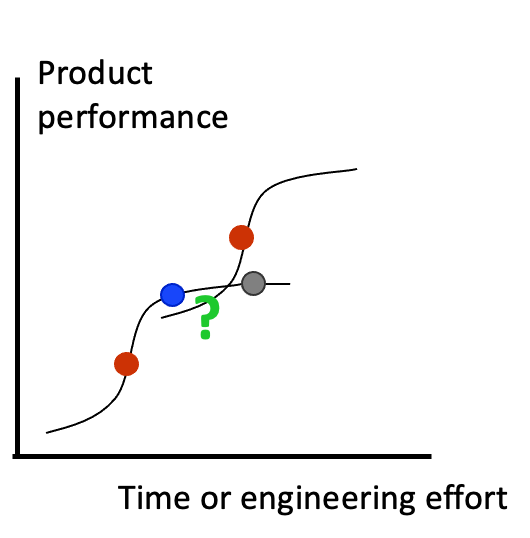 Product
performance
?
Time or engineering effort